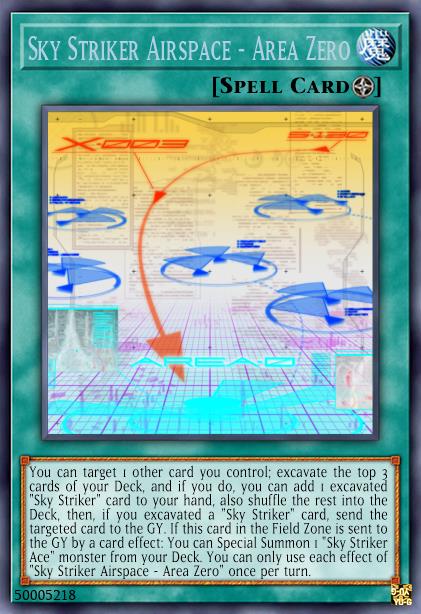 Sky Striker Airspace - Area Zero
魔
[Spell Card]
X-003
S-130
AREA-0
You can target 1 other card you control; excavate the top 3
cards of your Deck, and if you do, you can add 1 excavated
"Sky Striker" card to your hand, also shuffle the rest into the
Deck, then, if you excavated a "Sky Striker" card, send the
targeted card to the GY. If this card in the Field Zone is sent to
the GY by a card effect: You can Special Summon 1 "Sky Striker
Ace" monster from your Deck. You can only use each effect of
"Sky Striker Airspace - Area Zero" once per turn.
50005218